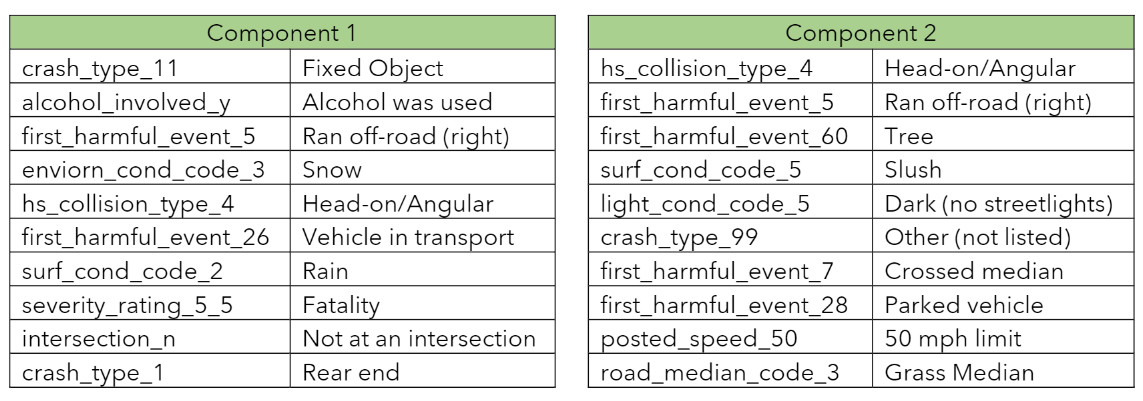 Component 1
crash_type_11 Fixed Object
alcohol_involved_y Alcohol was used
first_harmful_event_5 Ran off-road (right)
enviorn_cond_code_3 Snow
hs_collision_type_4 Head-on/Angular
first_harmful_event_26 Vehicle in transport
surf_cond_code_2 Rain
severity_rating_5_5 Fatality
intersection_n Not at an intersection
crash_type_1 Rear end
Component 2
hs_collision_type_4 Head-on/Angular
first_harmful_event_5 Ran off-road (right)
first_harmful_event_60 Tree
surf_cond_code_5 Slush
light_cond_code_5 Dark (no streetlights)
crash_type_99 Other (not listed)
first_harmful_event_7 Crossed median
first_harmful_event_28 Parked vehicle
posted_speed_50 50 mph limit
road_median_code_3 Grass Median